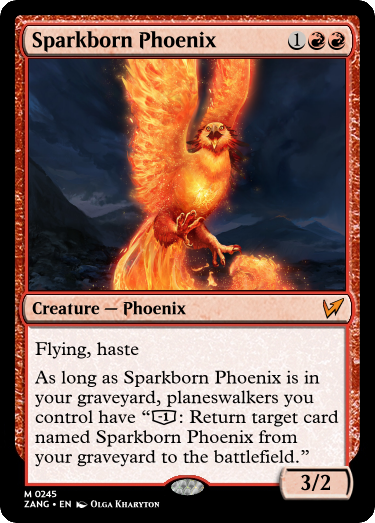 Sparkborn Phoenix 1
Creature — Phoenix
Flying, haste
As long as Sparkborn Phoenix is in
your graveyard, planeswalkers you
control have “-1: Return target card
named Sparkborn Phoenix from
your graveyard to the battlefield.”
3/2
M 0245
ZANG • EN Olga Kharyton